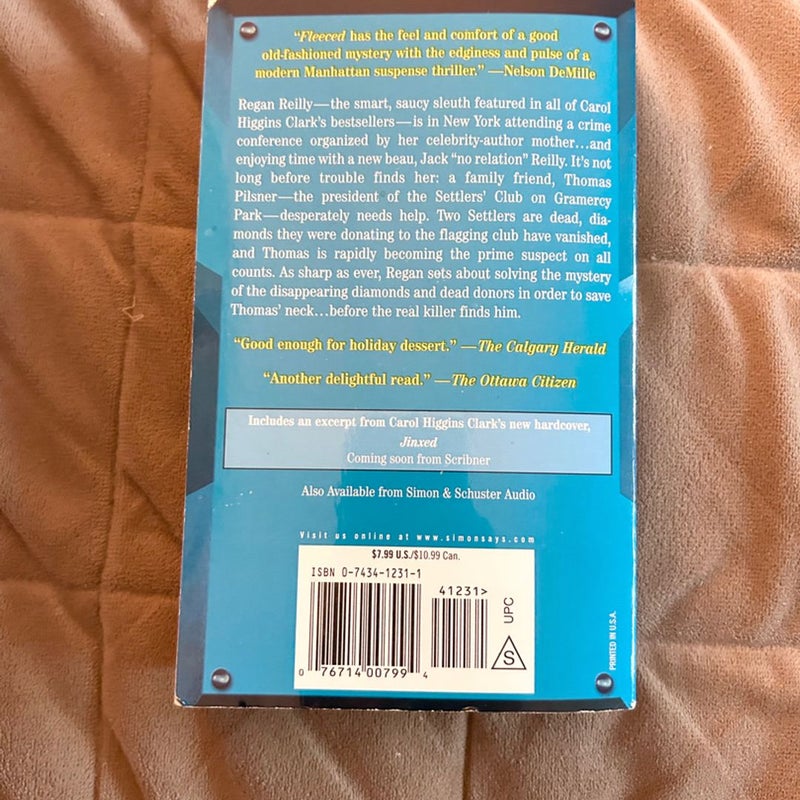 “Fleeced has the feel and comfort of a good
old-fashioned mystery with the edginess and pulse of a
modern Manhattan suspense thriller.” —Nelson DeMille
Regan Reilly—the smart, saucy sleuth featured in all of Carol
Higgins Clark’s bestsellers—is in New York attending a crime
conference organized by her celebrity-author mother…and
enjoying time with a new beau, Jack “no relation” Reilly. It’s not
long before trouble finds her: a family friend, Thomas
Pilsner—the president of the Settlers’ Club on Gramercy
Park—desperately needs help. Two Settlers are dead, dia-
monds they were donating to the flagging club have vanished,
and Thomas is rapidly becoming the prime suspect on all
counts. As sharp as ever, Regan sets about solving the mystery
of the disappearing diamonds and dead donors in order to save
Thomas’ neck…before the real killer finds him.
“Good enough for holiday dessert.” —The Calgary Herald
“Another delightful read.” —The Ottawa Citizen
Includes an excerpt from Carol Higgins Clark’s new hardcover,
Jinxed
Coming soon from Scribner
Also Available from Simon & Schuster Audio
Visit us online at www.simonsays.com
$7.99 U.S./$10.99 Can.
ISBN 0-7434-1231-1
41231>
UPC
S
0 76714 00799 4
PRINTED IN U.S.A.